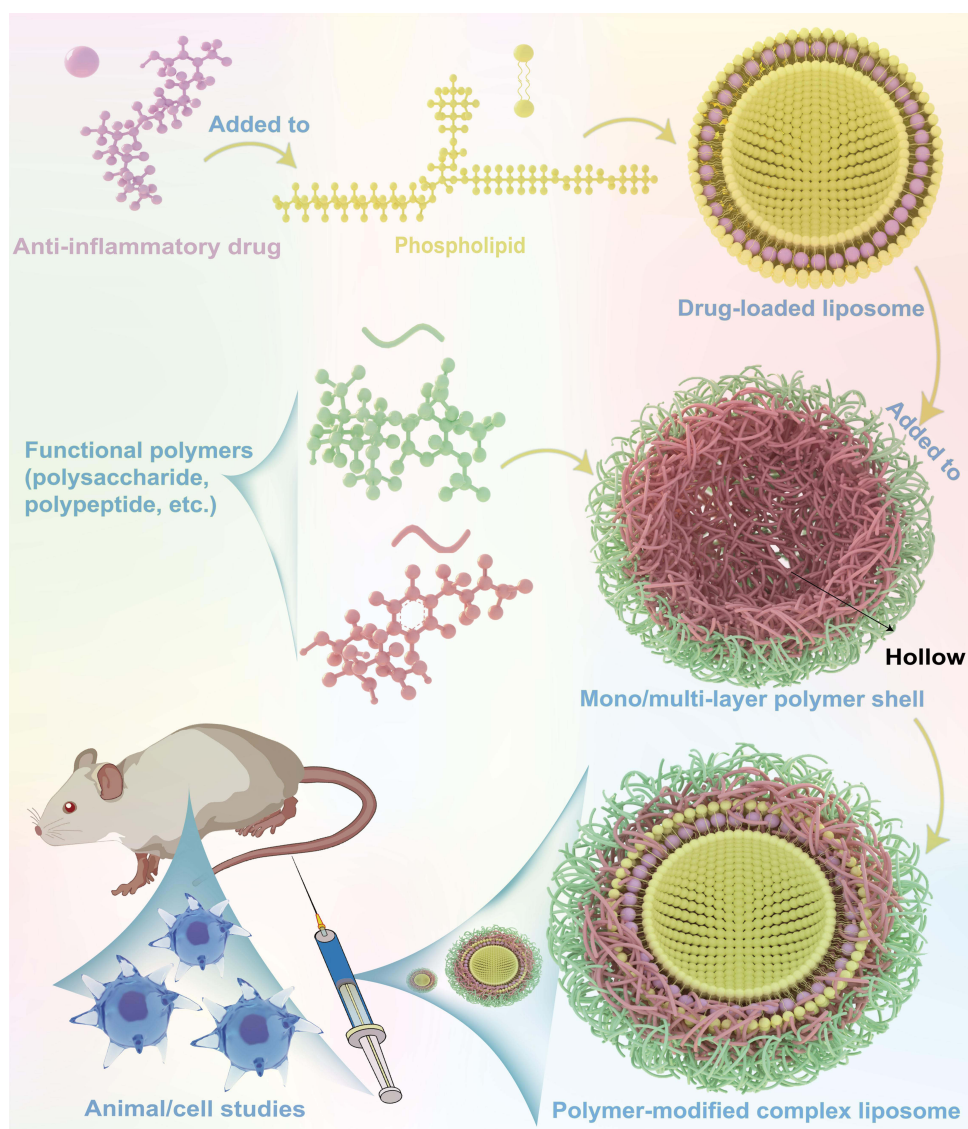 Added to
Anti-inflammatory drug
Phospholipid
Drug-loaded liposome
Added to
Functional polymers
(polysaccharide,
polypeptide, etc.)
Hollow
Mono/multi-layer polymer shell
Animal/cell studies
Polymer-modified complex liposome